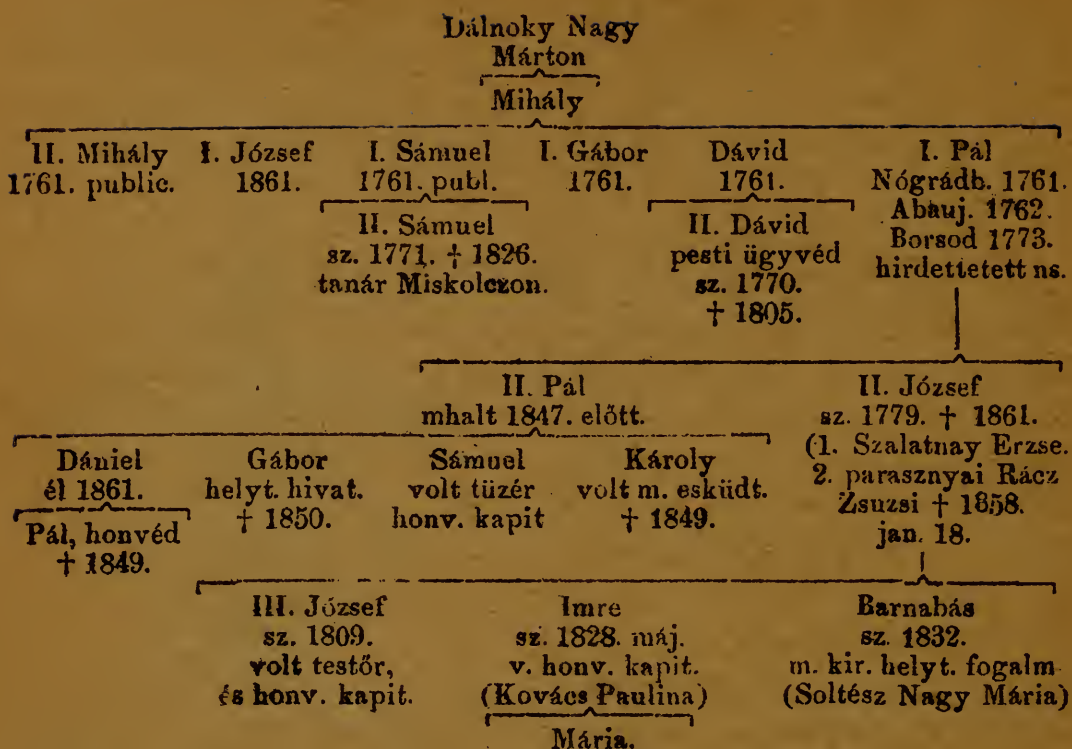 Dálnoky Nagy
Márton
Mihály
II. Mihály I. József I. Sámuel I. Gábor Dávid I. Pál
1761. public. 1861. 1761. publ. 1761. 1761. Nógrádb. 1761.
Abauj. 1762.
II. Sámuel II. Dávid Borsod 1773.
sz. 1771. † 1826. pesti ügyvéd hirdettetett ns.
tanár Miskolczon. sz. 1770.
† 1805.
II. Pál II. József
mhalt 1847. előtt. sz. 1779. † 1861.
(1. Szalatnay Erzse.
Dániel Gábor Sámuel Károly 2. parasznyai Rácz
él 1861. helyt. hivat. volt tüzér volt m. esküdt. Zsuzsi † 1858.
† 1850. honv. kapit † 1849. jan. 18.
Pál, honvéd
† 1849.
III. József Imre Barnabás
sz. 1809. sz. 1828. máj. sz. 1832.
volt testőr, v. honv. kapit. m. kir. helyt. fogalm
és honv. kapit. (Kovács Paulina) (Soltész Nagy Mária)
Mária.